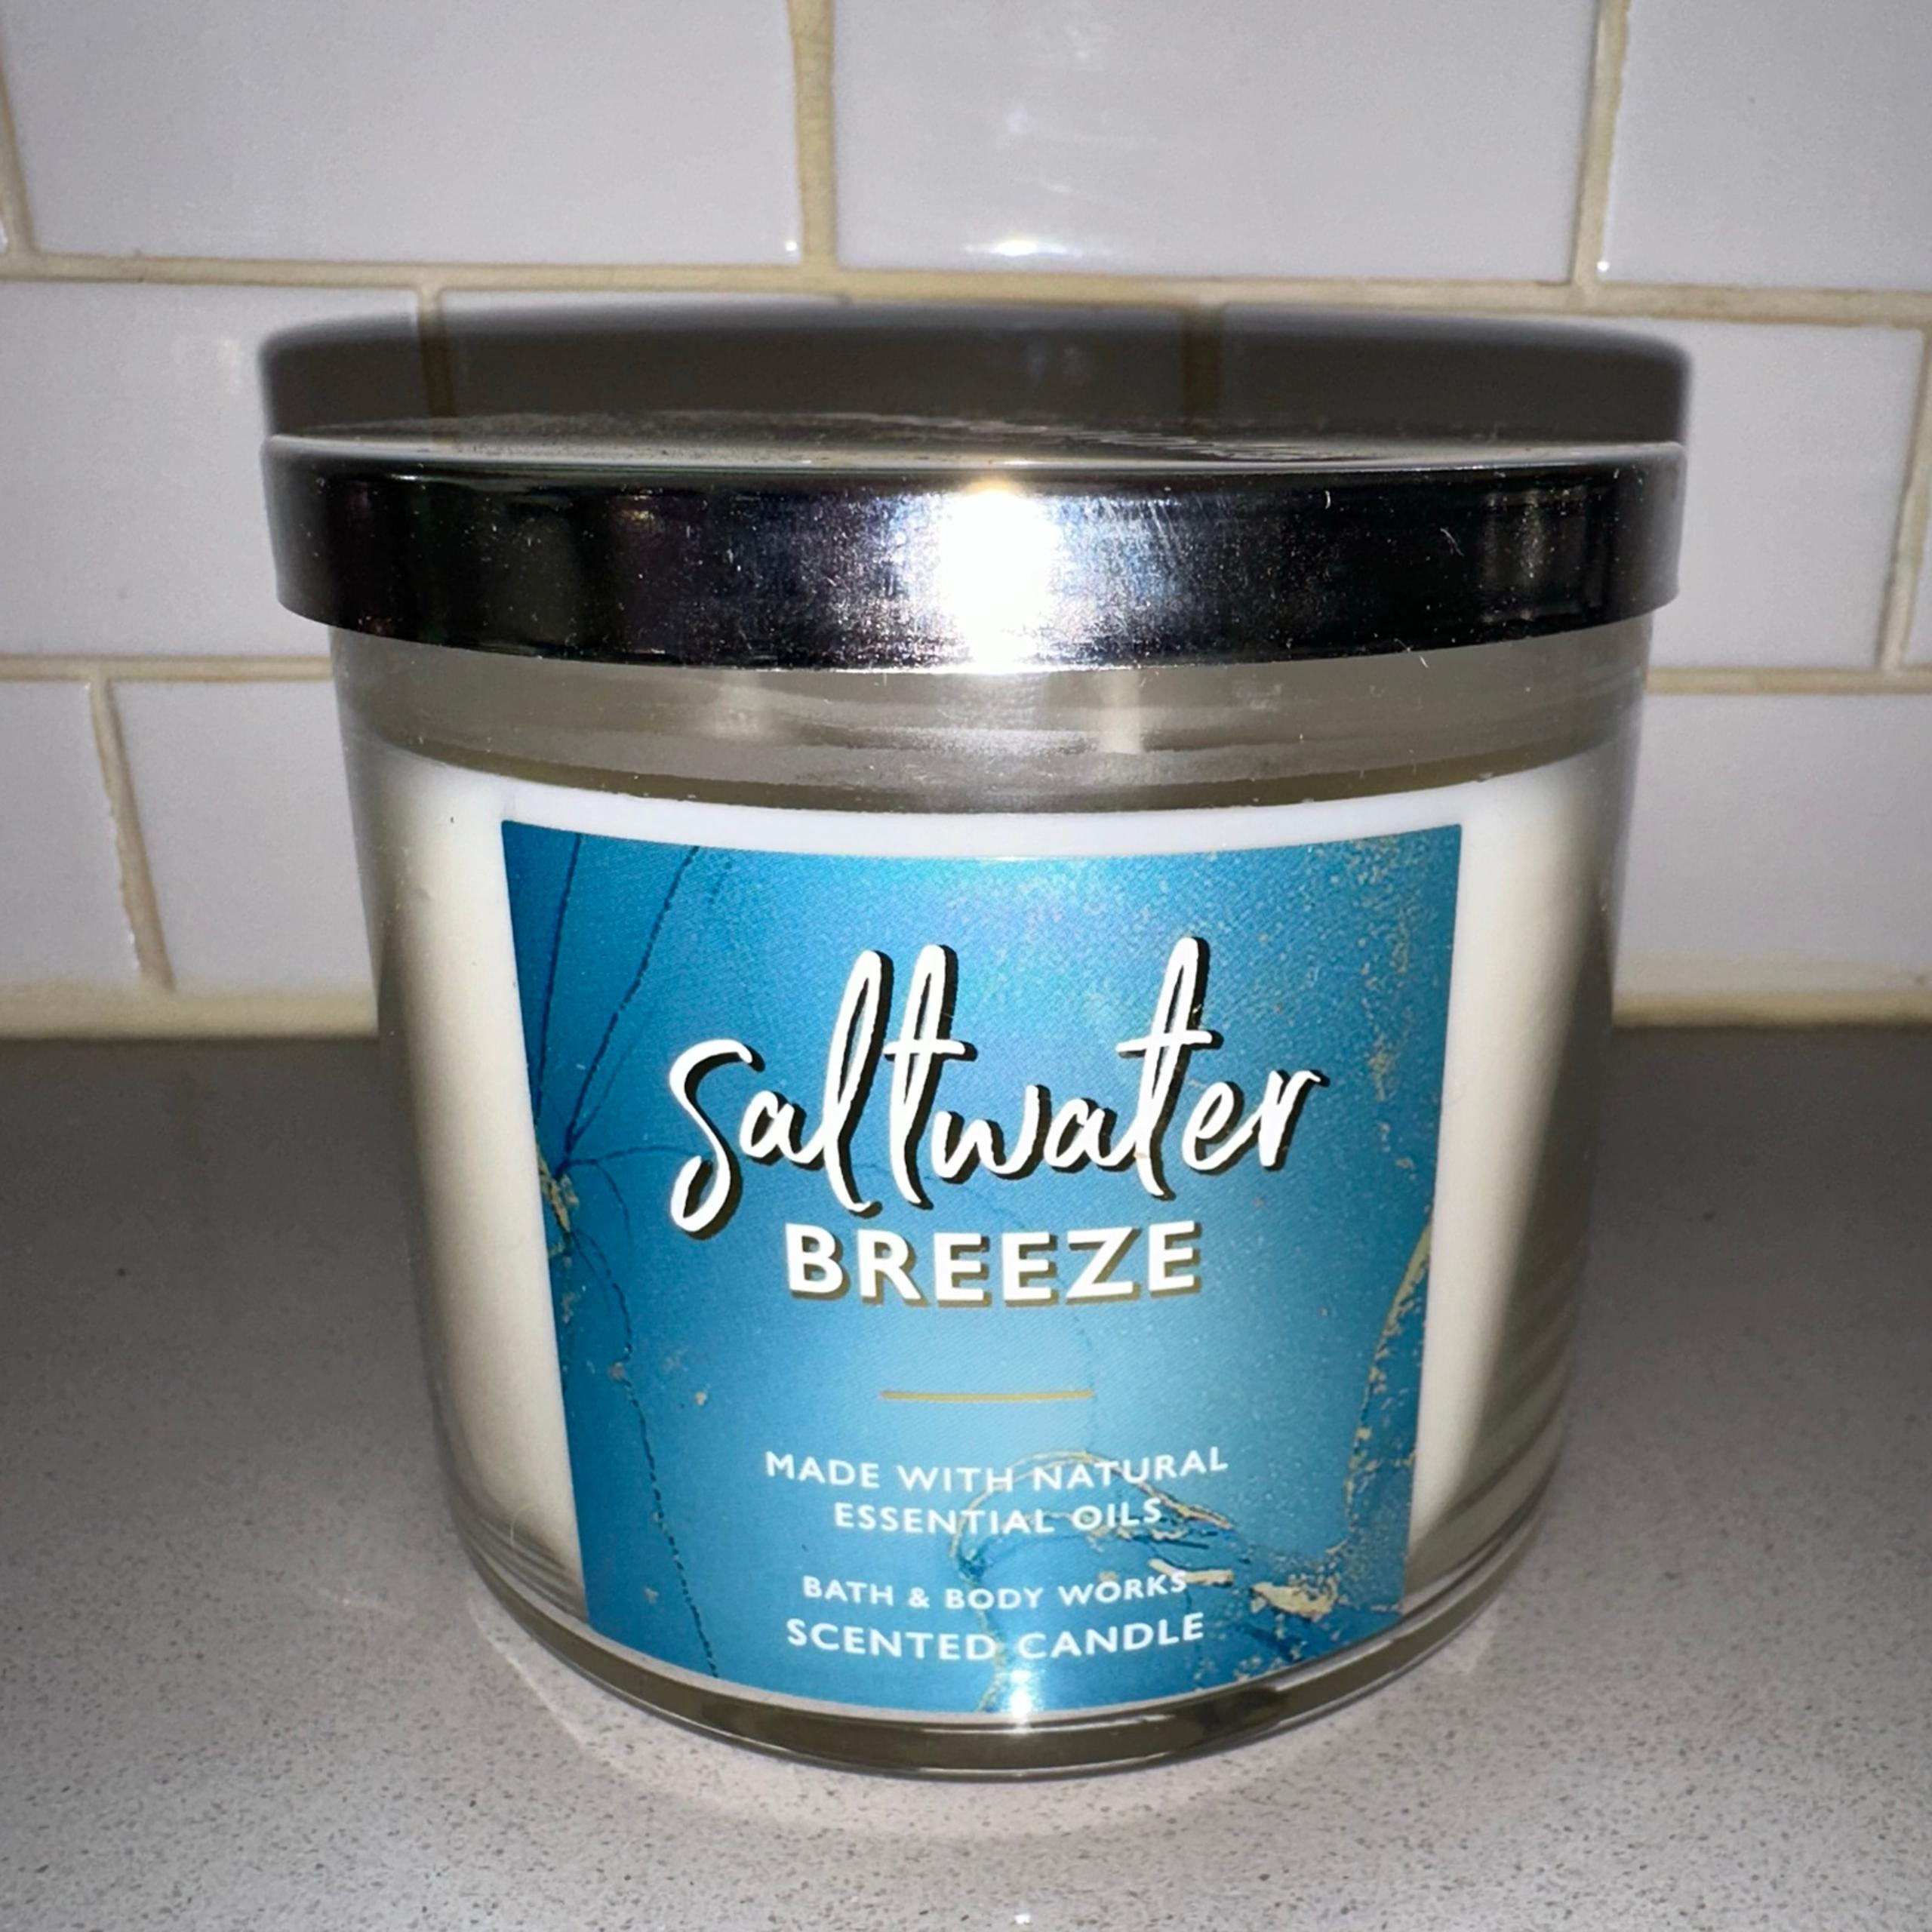 saltwater
BREEZE
MADE WITH NATURAL
ESSENTIAL OILS
BATH & BODY WORKS
SCENTED CANDLE